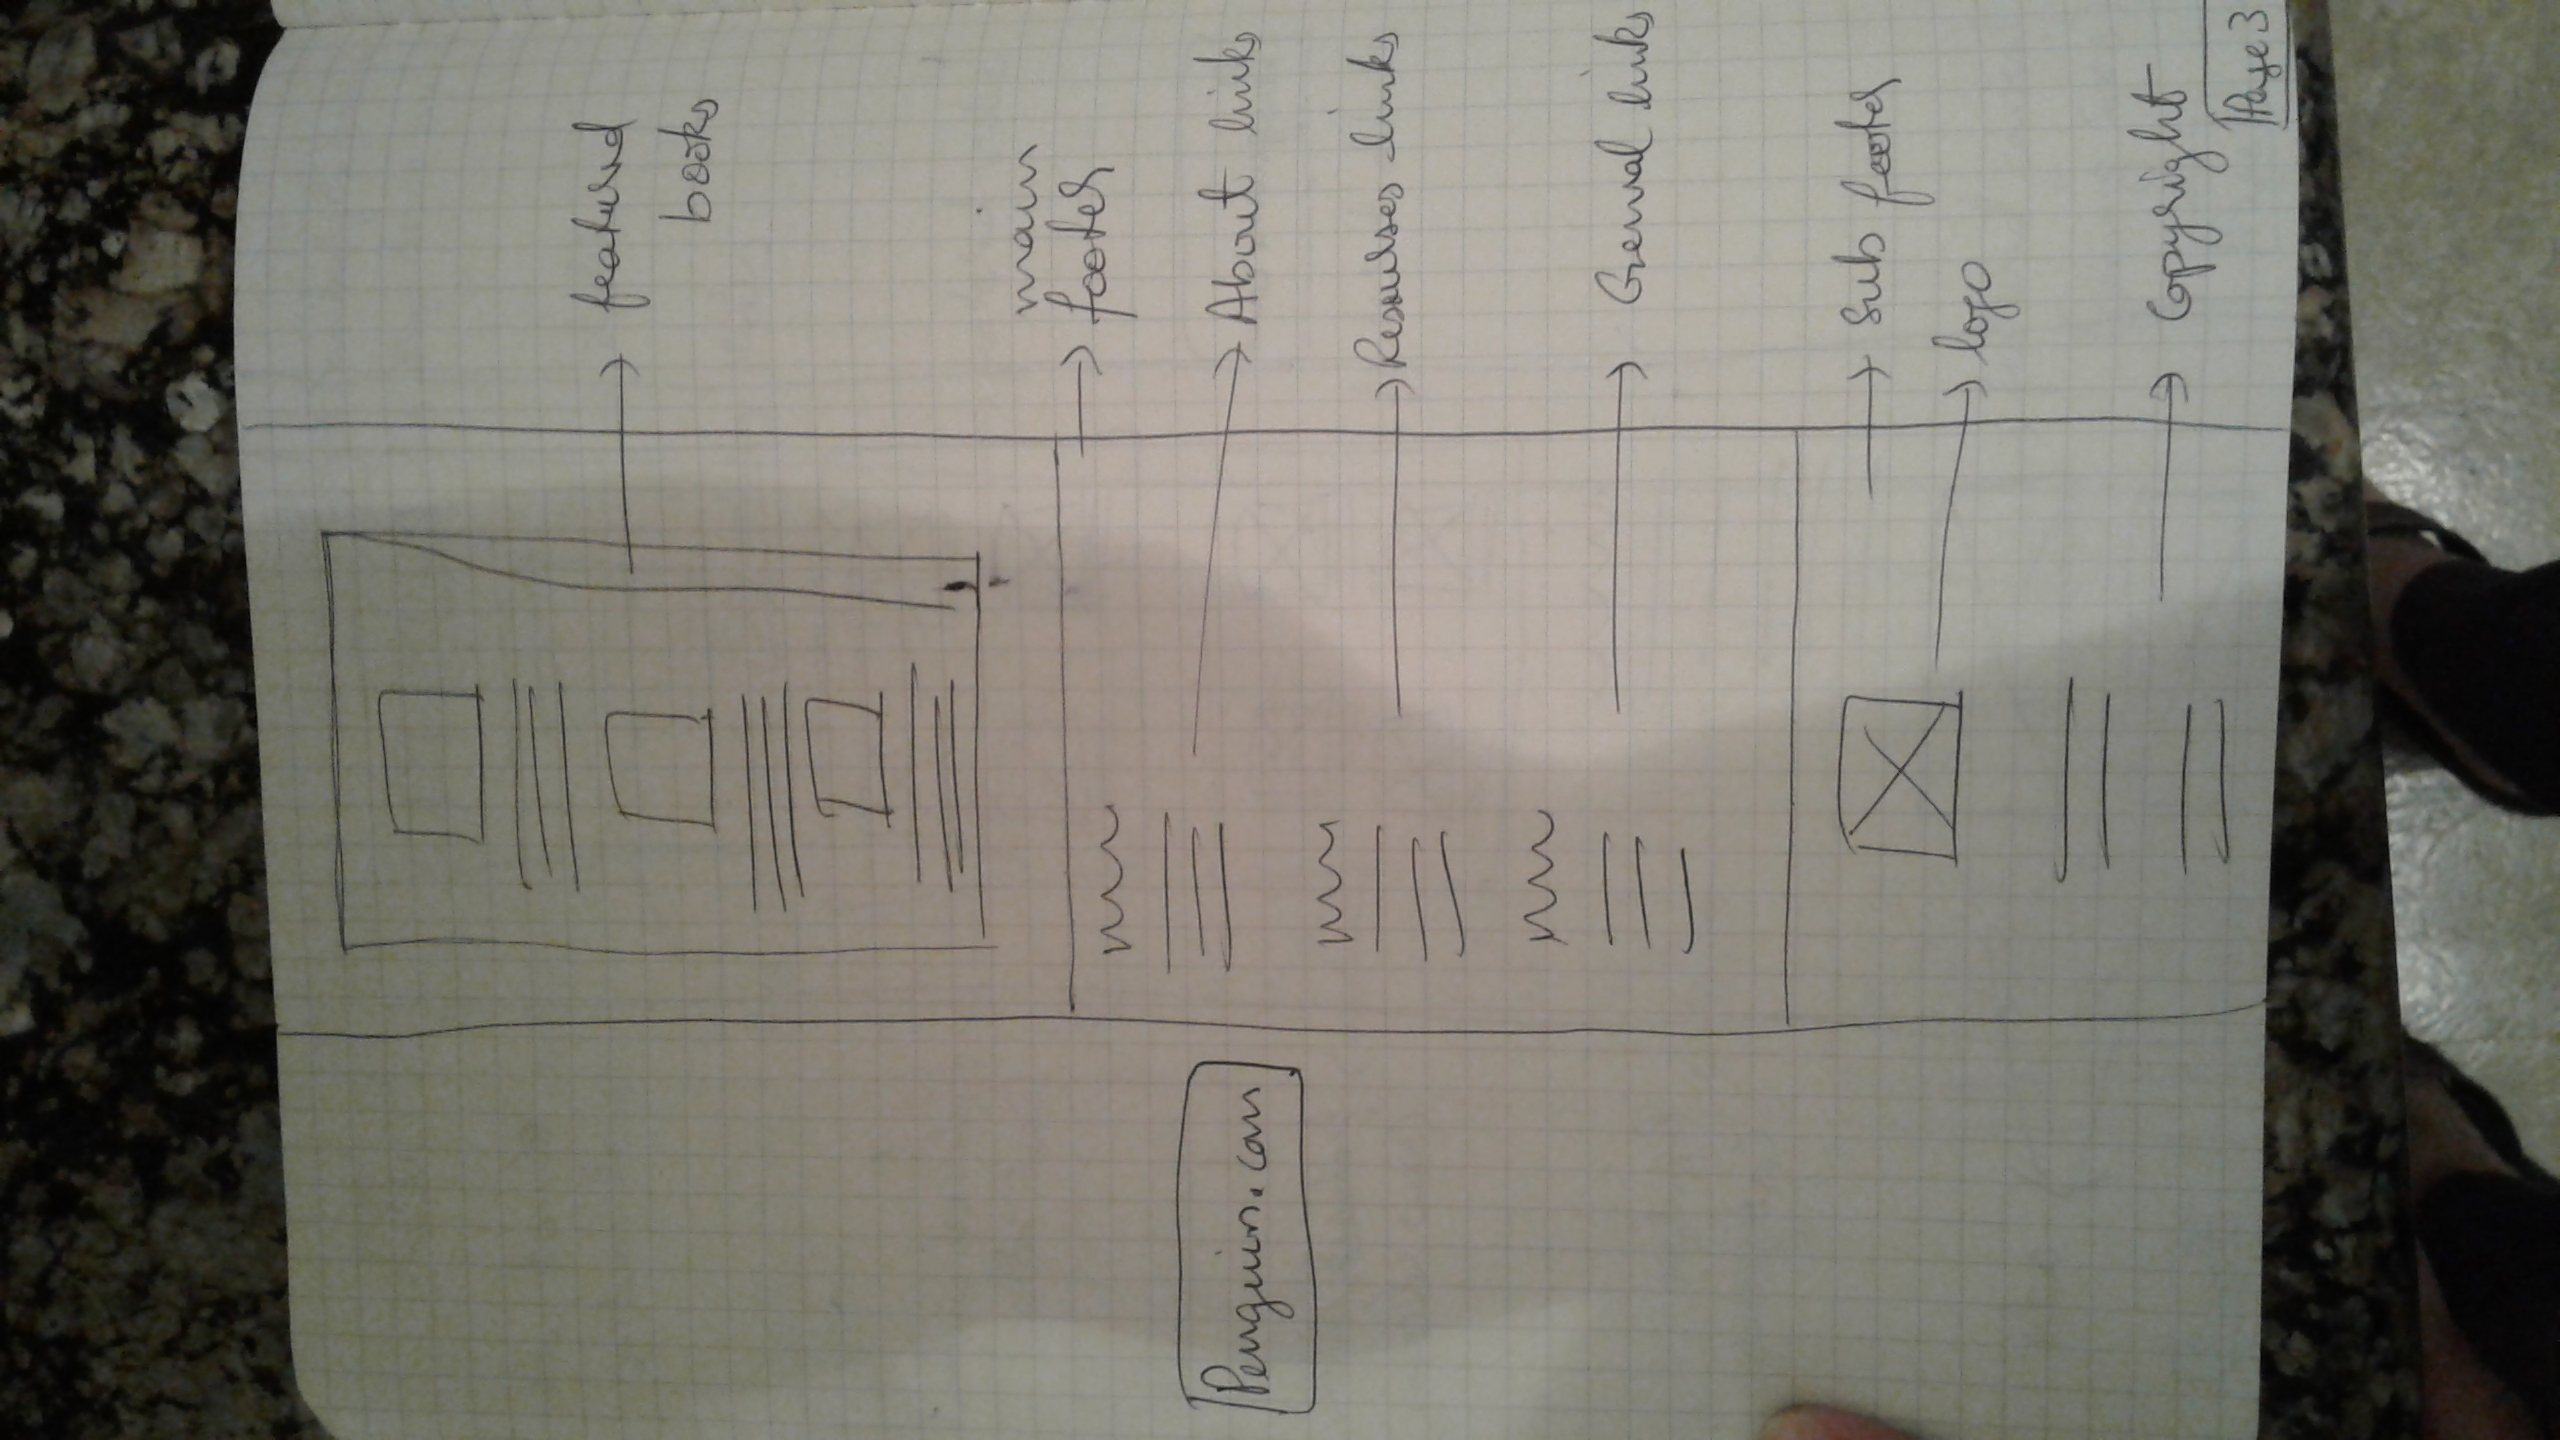 featured
books
main
footer
Penguin.com
About links
Resourses links
General links
Sub footer
logo
Copyright
Page 3